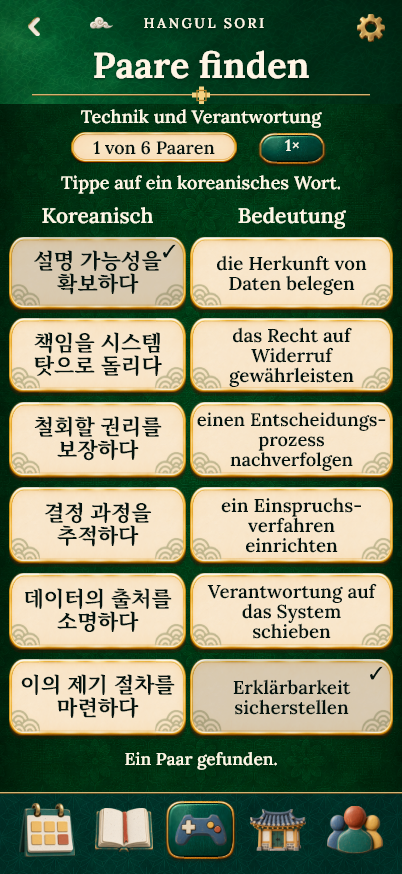 HANGUL SORI
Paare finden
Technik und Verantwortung
1 von 6 Paaren
1×
Tippe auf ein koreanisches Wort.
Koreanisch
Bedeutung
설명 가능성을
확보하다
✓
die Herkunft von
Daten belegen
책임을 시스템
탓으로 돌리다
das Recht auf
Widerruf
gewährleisten
철회할 권리를
보장하다
einen Entscheidungs-
prozess
nachverfolgen
결정 과정을
추적하다
ein Einspruchs-
verfahren
einrichten
데이터의 출처를
소명하다
Verantwortung auf
das System
schieben
이의 제기 절차를
마련하다
Erklärbarkeit
sicherstellen
✓
Ein Paar gefunden.